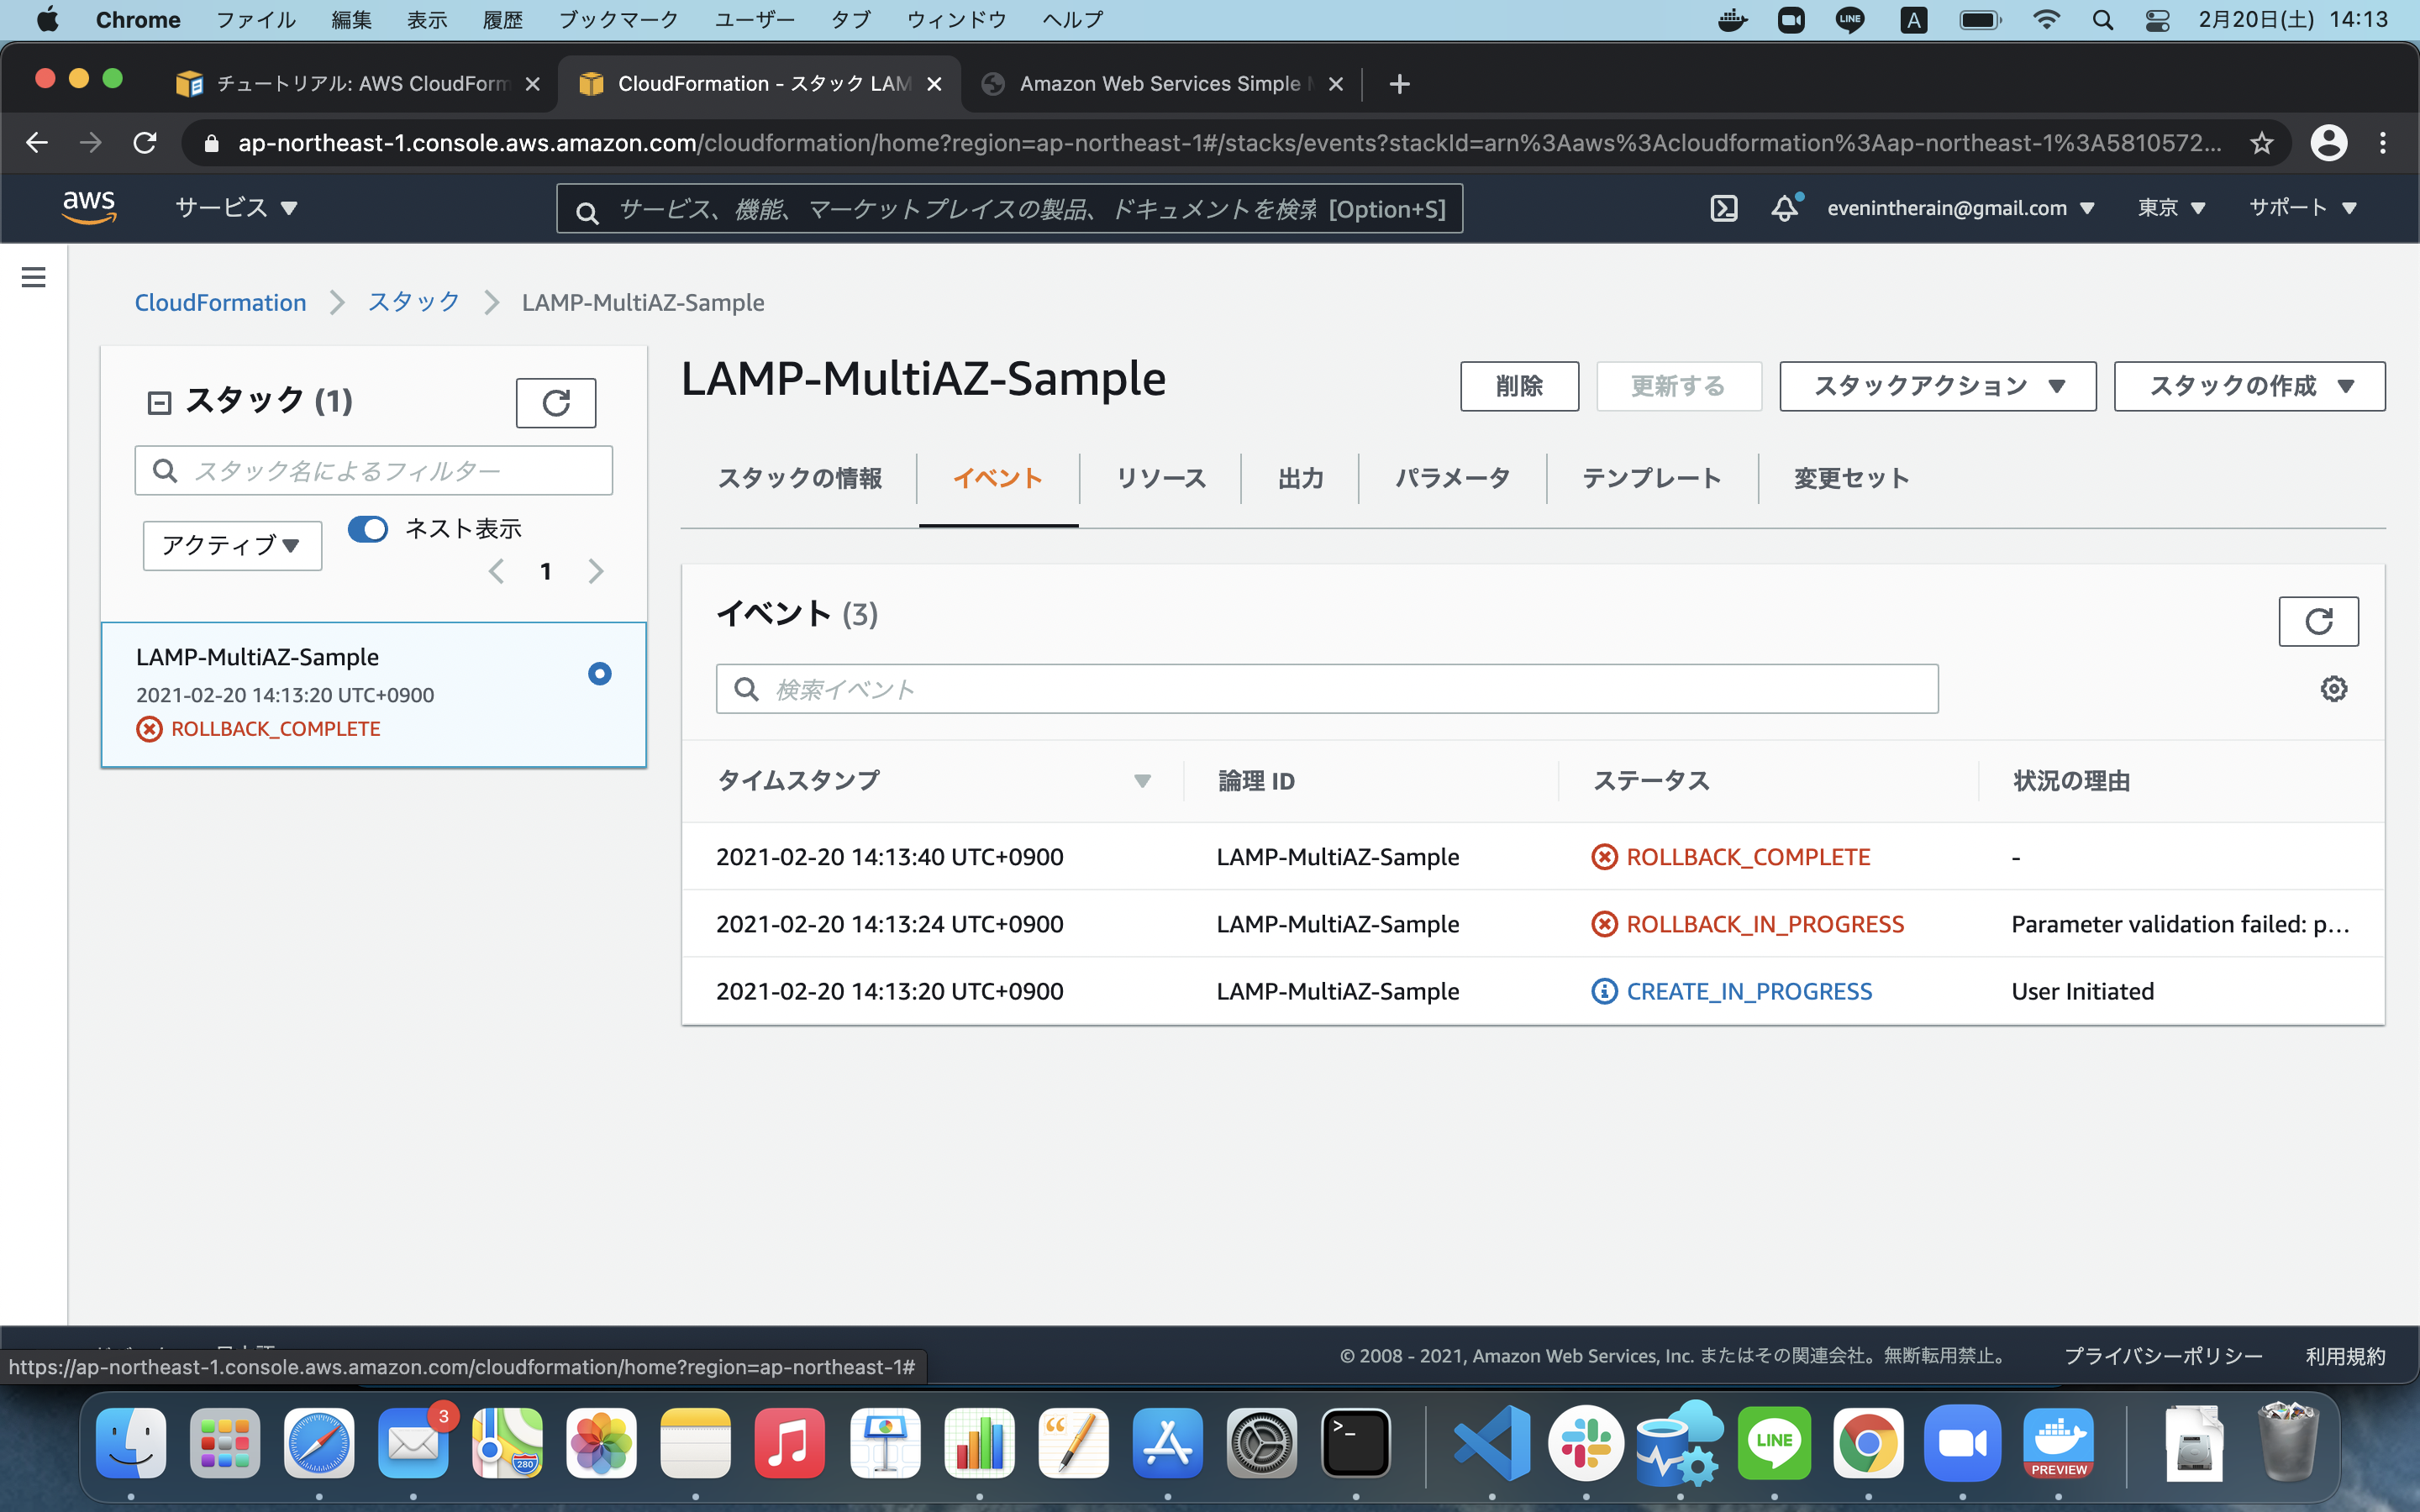 Chrome ファイル 編集 表示 履歴 ブックマーク ユーザー タブ ウィンドウ ヘルプ LINE A 2月20日(土) 14:13
チュートリアル: AWS CloudForm CloudFormation - スタック LAM Amazon Web Services Simple
ap-northeast-1.console.aws.amazon.com/cloudformation/home?region=ap-northeast-1#/stacks/events?stackId=arn%3Aaws%3Acloudformation%3Aap-northeast-1%3A5810572...
aws サービス サービス、機能、マーケットプレイスの製品、ドキュメントを検索 [Option+S] evenintherain@gmail.com 東京 サポート
CloudFormation スタック LAMP-MultiAZ-Sample
スタック (1)
スタック名によるフィルター
アクティブ ネスト表示
1
LAMP-MultiAZ-Sample
2021-02-20 14:13:20 UTC+0900
ROLLBACK_COMPLETE
LAMP-MultiAZ-Sample
削除 更新する スタックアクション スタックの作成
スタックの情報 イベント リソース 出力 パラメータ テンプレート 変更セット
イベント (3)
検索イベント
タイムスタンプ 論理 ID ステータス 状況の理由
2021-02-20 14:13:40 UTC+0900 LAMP-MultiAZ-Sample ROLLBACK_COMPLETE -
2021-02-20 14:13:24 UTC+0900 LAMP-MultiAZ-Sample ROLLBACK_IN_PROGRESS Parameter validation failed: p...
2021-02-20 14:13:20 UTC+0900 LAMP-MultiAZ-Sample CREATE_IN_PROGRESS User Initiated
© 2008 - 2021, Amazon Web Services, Inc. またはその関連会社。無断転用禁止。 プライバシーポリシー 利用規約
https://ap-northeast-1.console.aws.amazon.com/cloudformation/home?region=ap-northeast-1#
3
280
>_
LINE
PREVIEW